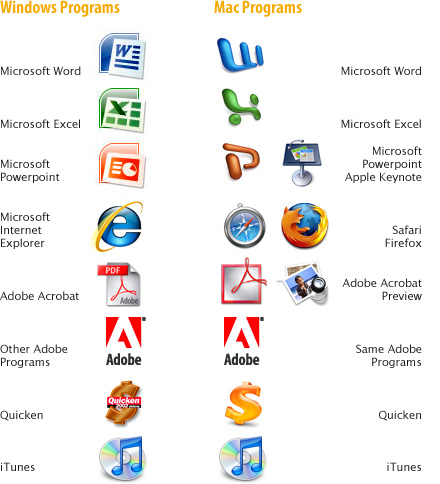 Windows Programs
Mac Programs
Microsoft Word
W
Microsoft Word
Microsoft Excel
Microsoft Excel
Microsoft
Powerpoint
Microsoft
Powerpoint
Apple Keynote
Microsoft
Internet
Explorer
Safari
Firefox
Adobe Acrobat
PDF
Adobe
Adobe Acrobat
Preview
Other Adobe
Programs
Adobe
Adobe
Same Adobe
Programs
Quicken
Quicken
2002
Quicken
iTunes
iTunes